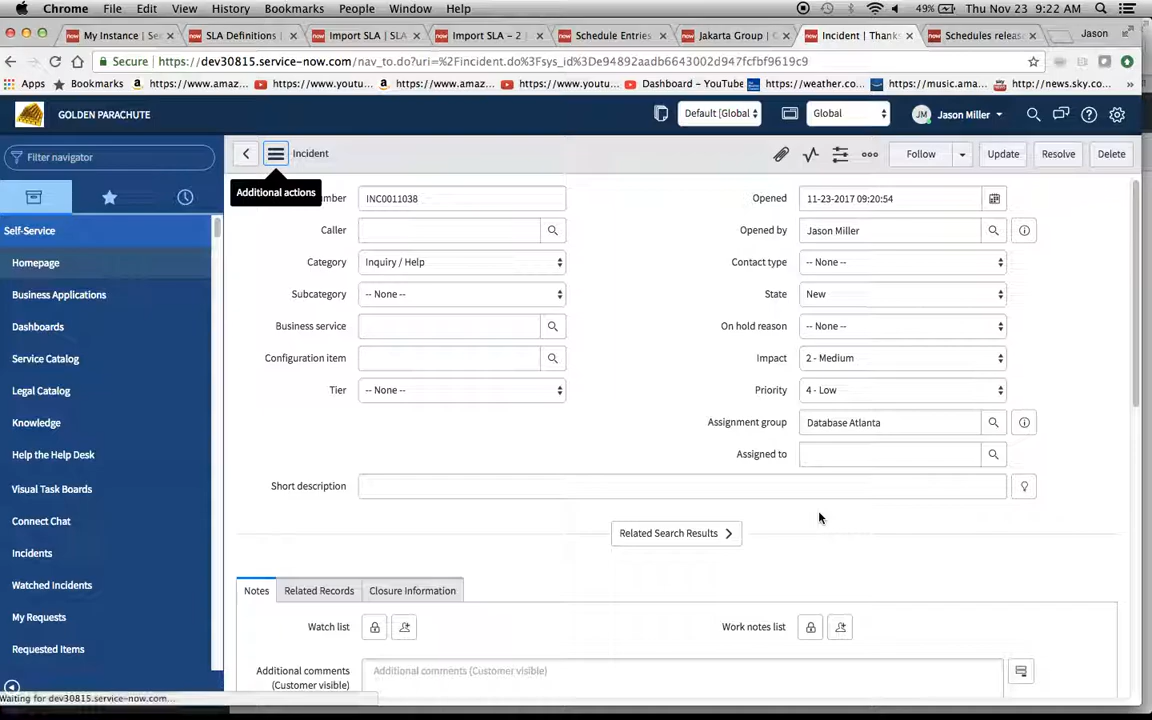 Chrome File Edit View History Bookmarks People Window Help 49% Thu Nov 23 9:22 AM
My Instance | Se SLA Definitions | Import SLA | SLA Import SLA – 2 | Schedule Entries Jakarta Group | C Incident | Thanks Schedules releas Jason
Secure https://dev30815.service-now.com/nav_to.do?uri=%2Fincident.do%3Fsys_id%3De94892aadb6643002d947fcfbf9619c9
Apps Bookmarks https://www.amaz... https://www.youtu... https://www.amaz... https://www.youtu... Dashboard – YouTube https://weather.co... https://music.ama... http://news.sky.co...
GOLDEN PARACHUTE Default [Global Global JM Jason Miller
Filter navigator
Incident Follow Update Resolve Delete
Additional actions
Self-Service
Homepage
Business Applications
Dashboards
Service Catalog
Legal Catalog
Knowledge
Help the Help Desk
Visual Task Boards
Connect Chat
Incidents
Watched Incidents
My Requests
Requested Items
Waiting for dev30815.service-now.com...
mber INC0011038 Opened 11-23-2017 09:20:54
Caller Opened by Jason Miller
Category Inquiry / Help Contact type -- None --
Subcategory -- None -- State New
Business service On hold reason -- None --
Configuration item Impact 2 - Medium
Tier -- None -- Priority 4 - Low
Assignment group Database Atlanta
Assigned to
Short description
Related Search Results
Notes Related Records Closure Information
Watch list Work notes list
Additional comments (Customer visible) Additional comments (Customer visible)